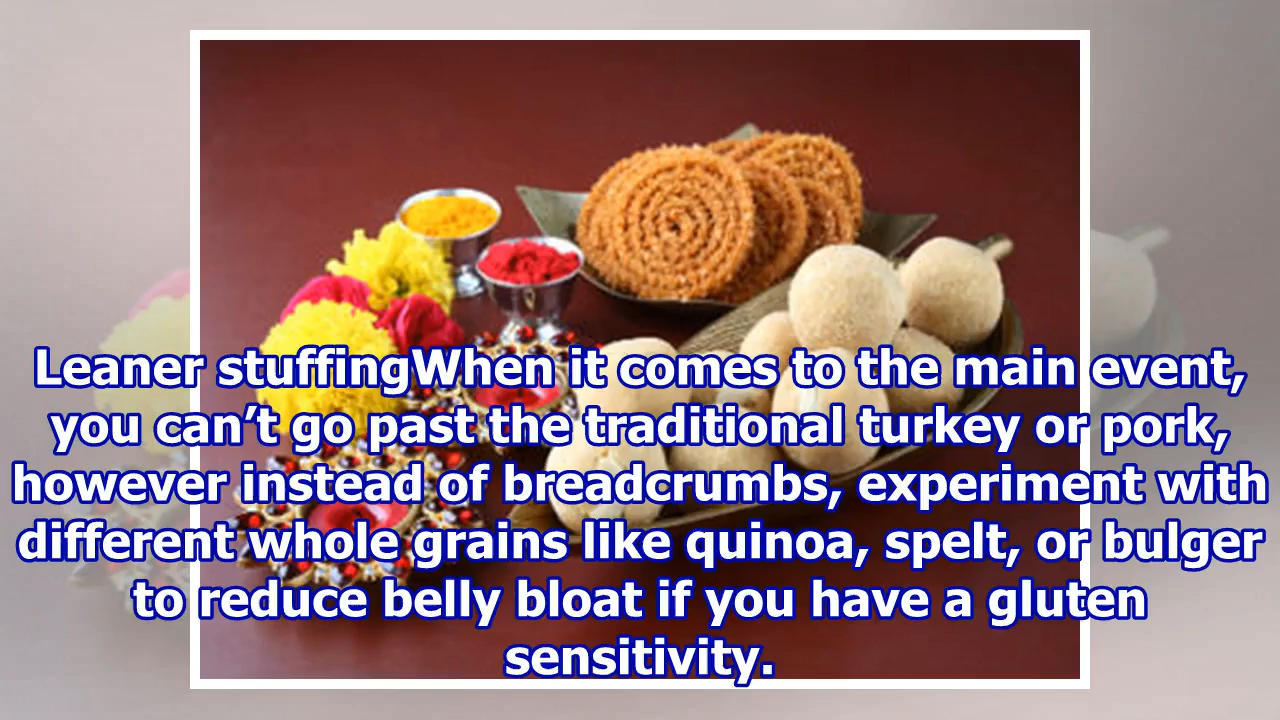 Leaner stuffingWhen it comes to the main event,
you can’t go past the traditional turkey or pork,
however instead of breadcrumbs, experiment with
different whole grains like quinoa, spelt, or bulger
to reduce belly bloat if you have a gluten
sensitivity.